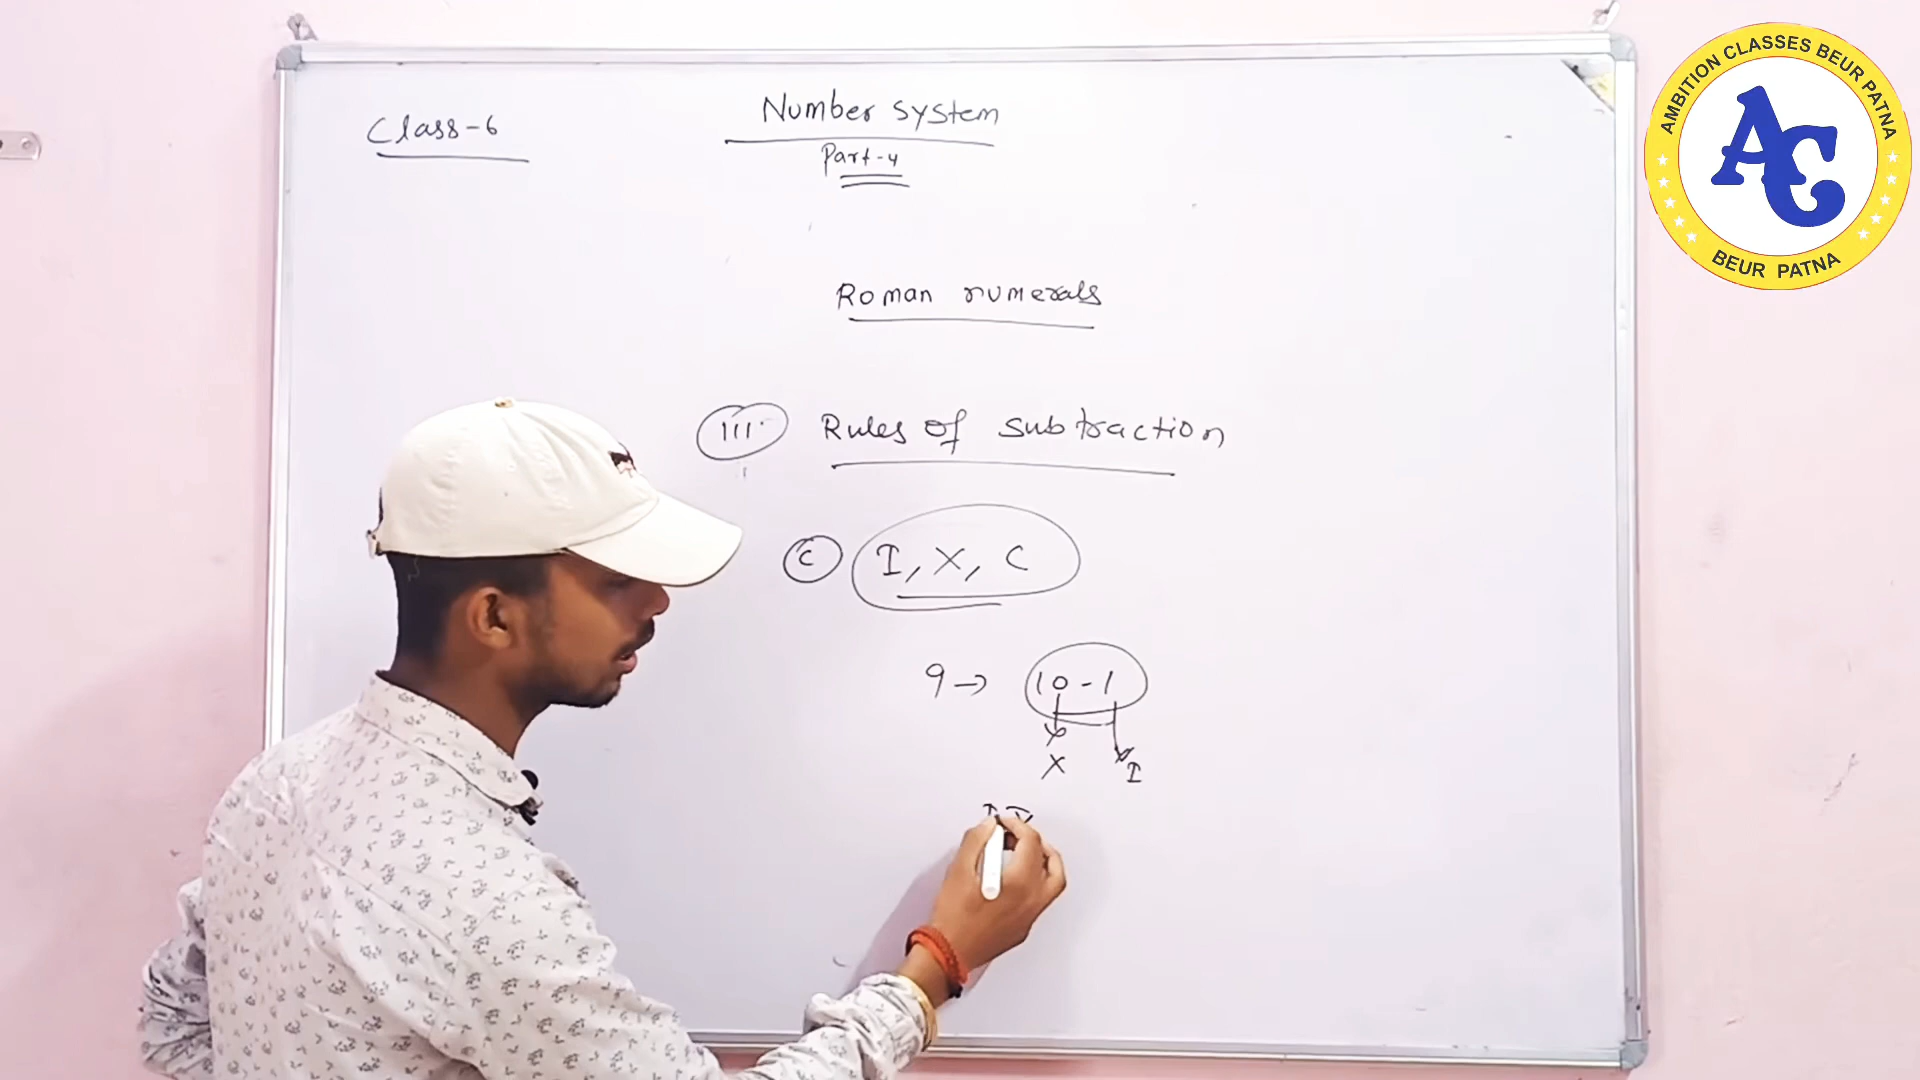 Class-6
Number system
Part-4
Roman numerals
III. Rules of subtraction
C I, X, C
9 → 10-1
X I
AMBITION CLASSES BEUR PATNA
AC
BEUR PATNA